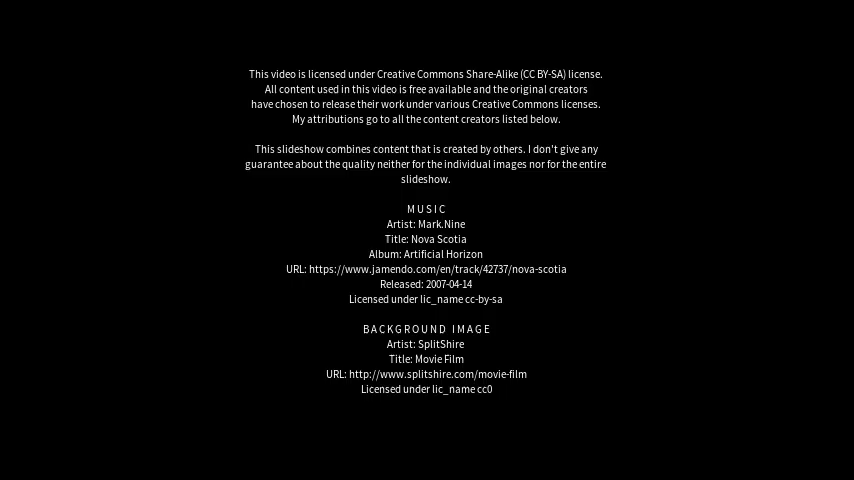 This video is licensed under Creative Commons Share-Alike (CC BY-SA) license.
All content used in this video is free available and the original creators
have chosen to release their work under various Creative Commons licenses.
My attributions go to all the content creators listed below.
This slideshow combines content that is created by others. I don't give any
guarantee about the quality neither for the individual images nor for the entire
slideshow.
MUSIC
Artist: Mark.Nine
Title: Nova Scotia
Album: Artificial Horizon
URL: https://www.jamendo.com/en/track/42737/nova-scotia
Released: 2007-04-14
Licensed under lic_name cc-by-sa
BACKGROUND IMAGE
Artist: SplitShire
Title: Movie Film
URL: http://www.splitshire.com/movie-film
Licensed under lic_name cc0